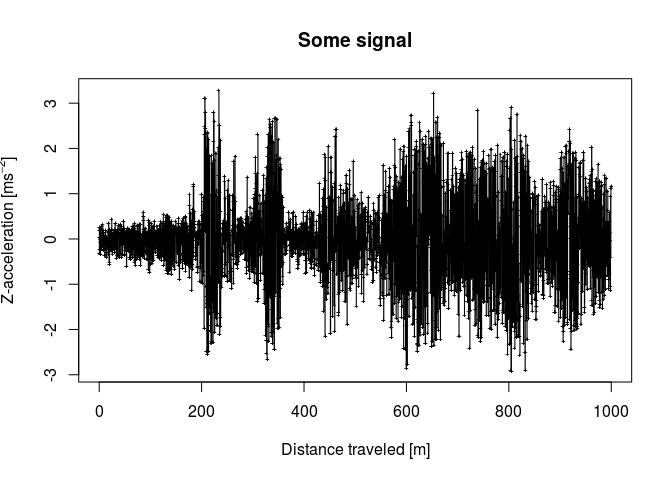 Some signal
Z-acceleration [ms⁻²]
3
2
1
0
-1
-2
-3
0 200 400 600 800 1000
Distance traveled [m]